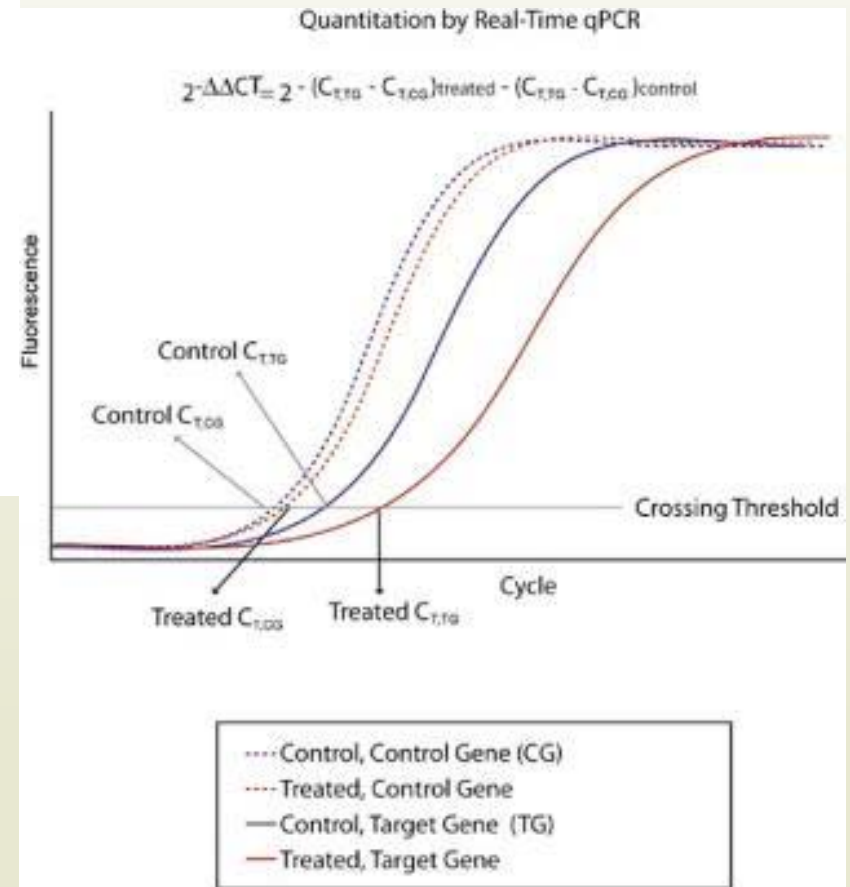 Quantitation by Real-Time qPCR
2-ΔΔCT= 2 - (CT,TG - CT,CG)treated - (CT,TG - CT,CG)control
Fluorescence
Control CT,TG
Control CT,CG
Crossing Threshold
Cycle
Treated CT,CG
Treated CT,TG
Control, Control Gene (CG)
Treated, Control Gene
Control, Target Gene (TG)
Treated, Target Gene